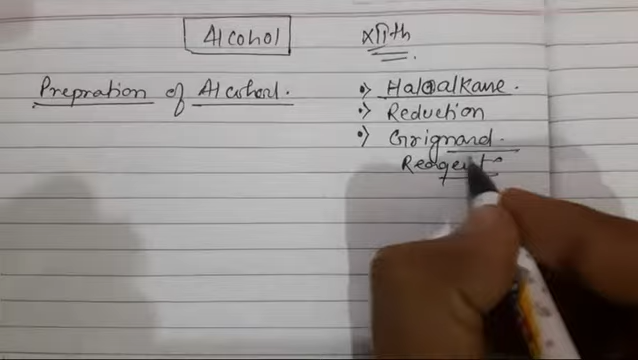 Alcohol XIIth
Prepration of Alcohol.
Haloalkane.
Reduction
Grignard.
Reagent